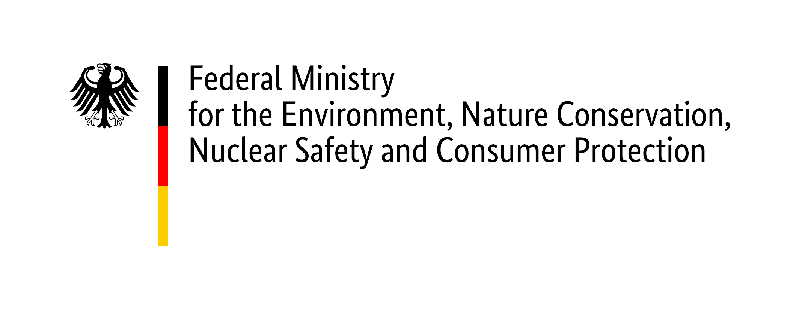 Federal Ministry
for the Environment, Nature Conservation,
Nuclear Safety and Consumer Protection